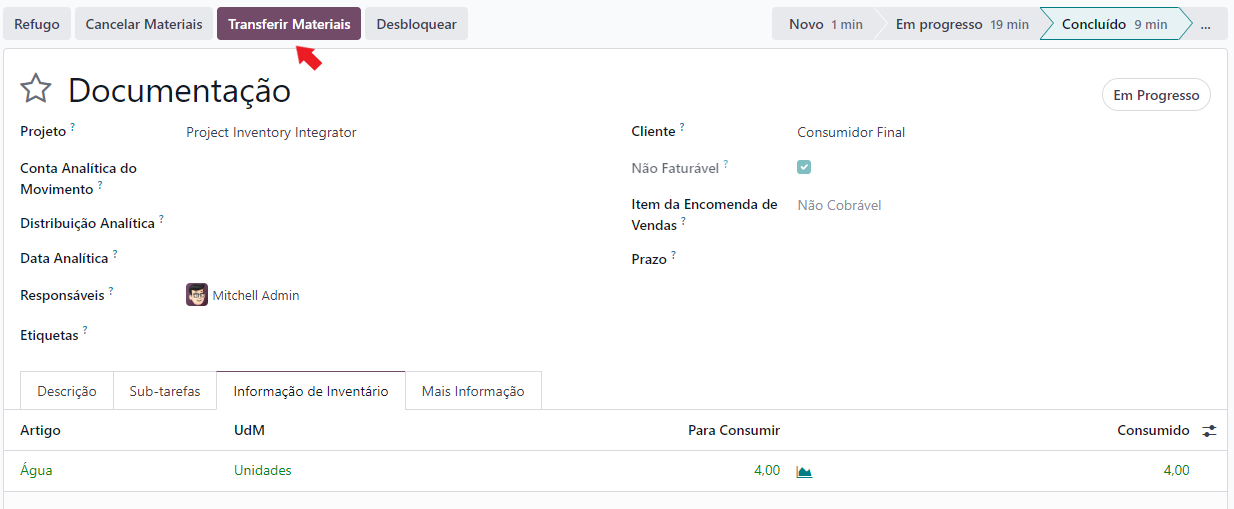 Refugo Cancelar Materiais Transferir Materiais Desbloquear Novo 1 min Em progresso 19 min Concluído 9 min ...
Documentação
Em Progresso
Projeto ? Project Inventory Integrator
Cliente ? Consumidor Final
Conta Analítica do
Movimento ?
Não Faturável ?
Distribuição Analítica ?
Item da Encomenda de
Vendas ? Não Cobrável
Data Analítica ?
Prazo ?
Responsáveis ? Mitchell Admin
Etiquetas ?
Descrição Sub-tarefas Informação de Inventário Mais Informação
Artigo UdM Para Consumir Consumido
Água Unidades 4,00 4,00